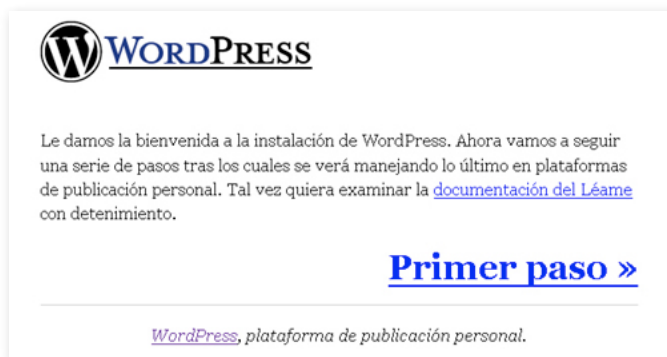 WORDPRESS
Le damos la bienvenida a la instalación de WordPress. Ahora vamos a seguir
una serie de pasos tras los cuales se verá manejando lo último en plataformas
de publicación personal. Tal vez quiera examinar la documentación del Léame
con detenimiento.
Primer paso »
WordPress, plataforma de publicación personal.